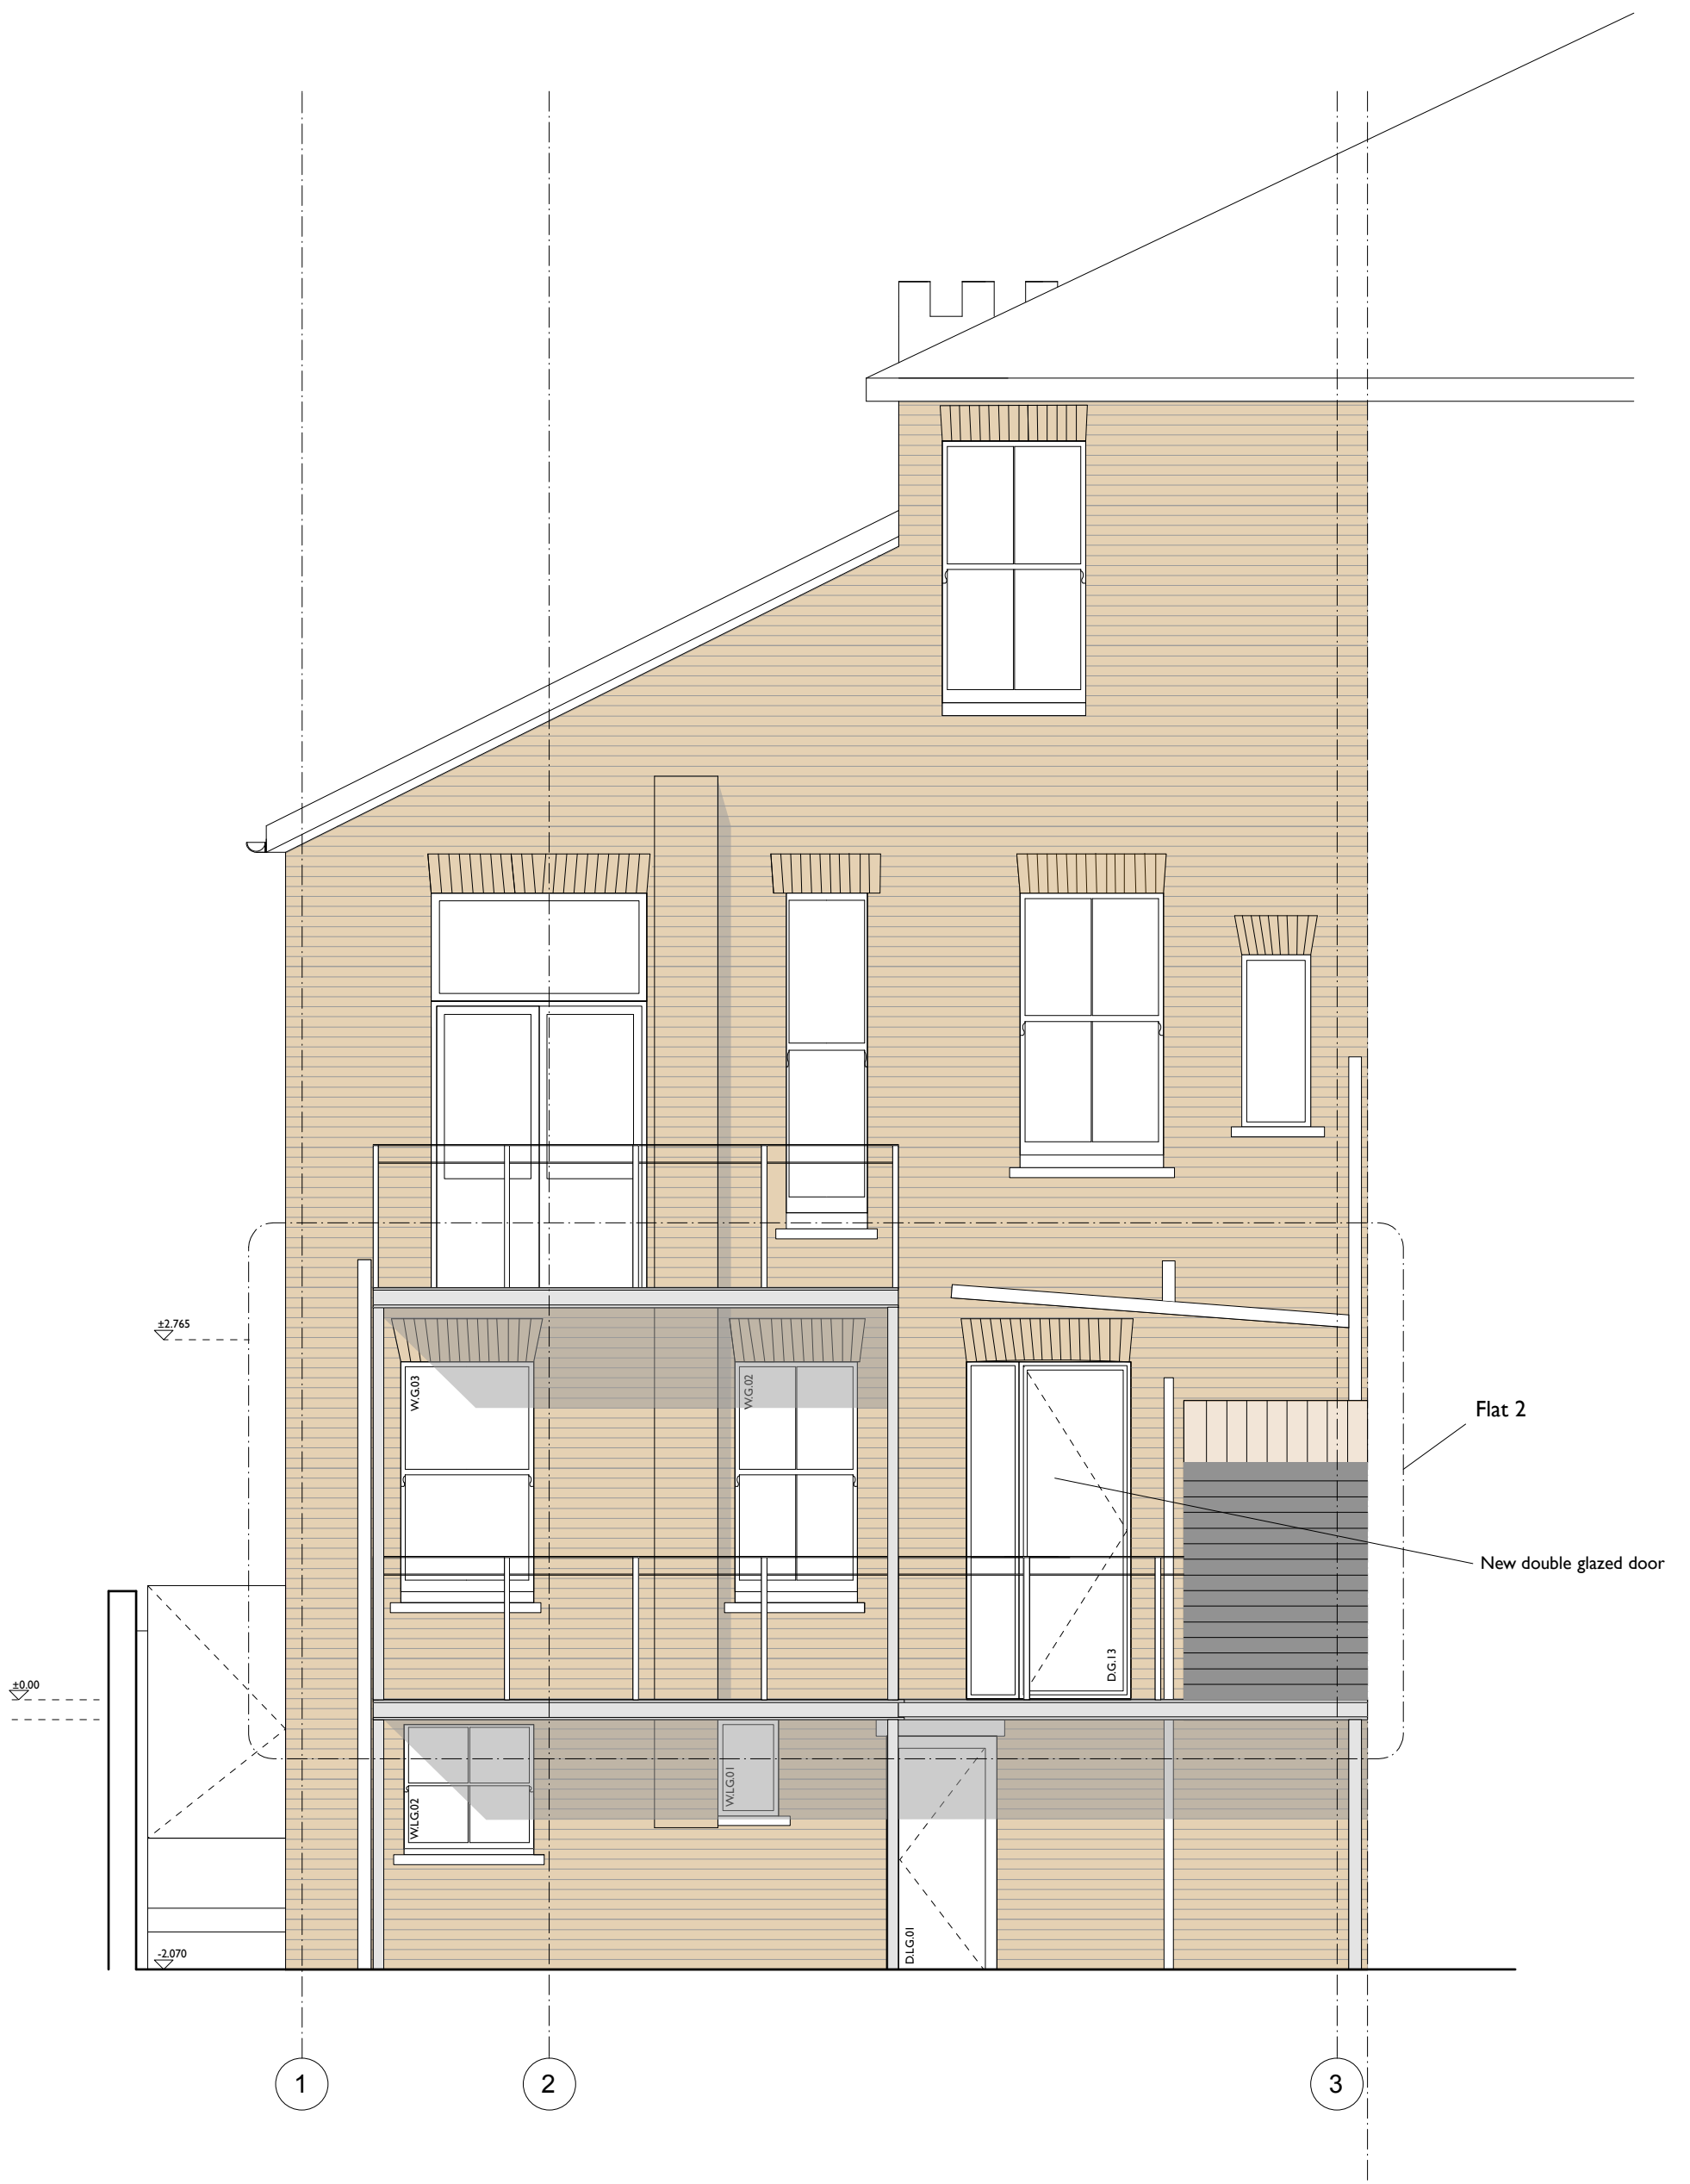 ±2.765
W.G.03
W.G.02
Flat 2
New double glazed door
D.G.13
±0.00
W.LG.01
W.LG.02
D.LG.01
-2.070
1
2
3